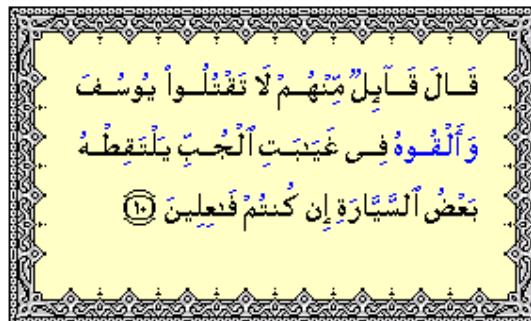 قَالَ قَآئِلٌ مِّنْهُمْ لَا تَقْتُلُوا۟ يُوسُفَ
وَأَلْقُوهُ فِى غَيَٰبَتِ ٱلْجُبِّ يَلْتَقِطْهُ
بَعْضُ ٱلسَّيَّارَةِ إِن كُنتُمْ فَٰعِلِينَ ١٠